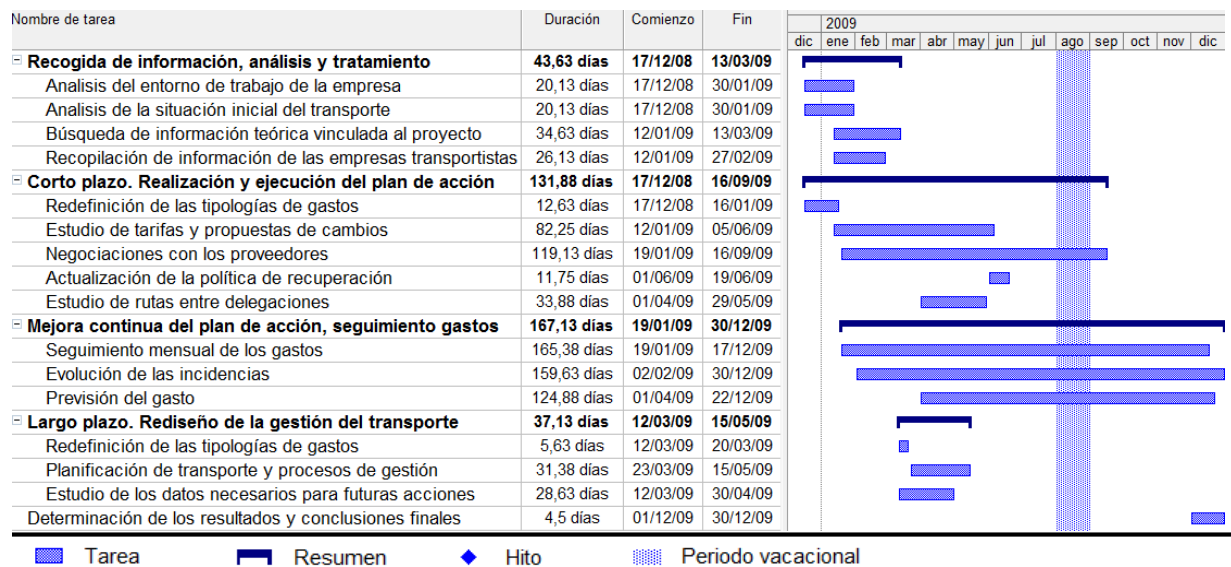 Nombre de tarea Duración Comienzo Fin 2009
dic ene feb mar abr may jun jul ago sep oct nov dic
Recogida de información, análisis y tratamiento 43,63 días 17/12/08 13/03/09
Analisis del entorno de trabajo de la empresa 20,13 días 17/12/08 30/01/09
Analisis de la situación inicial del transporte 20,13 días 17/12/08 30/01/09
Búsqueda de información teórica vinculada al proyecto 34,63 días 12/01/09 13/03/09
Recopilación de información de las empresas transportistas 26,13 días 12/01/09 27/02/09
Corto plazo. Realización y ejecución del plan de acción 131,88 días 17/12/08 16/09/09
Redefinición de las tipologías de gastos 12,63 días 17/12/08 16/01/09
Estudio de tarifas y propuestas de cambios 82,25 días 12/01/09 05/06/09
Negociaciones con los proveedores 119,13 días 19/01/09 16/09/09
Actualización de la política de recuperación 11,75 días 01/06/09 19/06/09
Estudio de rutas entre delegaciones 33,88 días 01/04/09 29/05/09
Mejora continua del plan de acción, seguimiento gastos 167,13 días 19/01/09 30/12/09
Seguimiento mensual de los gastos 165,38 días 19/01/09 17/12/09
Evolución de las incidencias 159,63 días 02/02/09 30/12/09
Previsión del gasto 124,88 días 01/04/09 22/12/09
Largo plazo. Rediseño de la gestión del transporte 37,13 días 12/03/09 15/05/09
Redefinición de las tipologías de gastos 5,63 días 12/03/09 20/03/09
Planificación de transporte y procesos de gestión 31,38 días 23/03/09 15/05/09
Estudio de los datos necesarios para futuras acciones 28,63 días 12/03/09 30/04/09
Determinación de los resultados y conclusiones finales 4,5 días 01/12/09 30/12/09
Tarea Resumen Hito Periodo vacacional